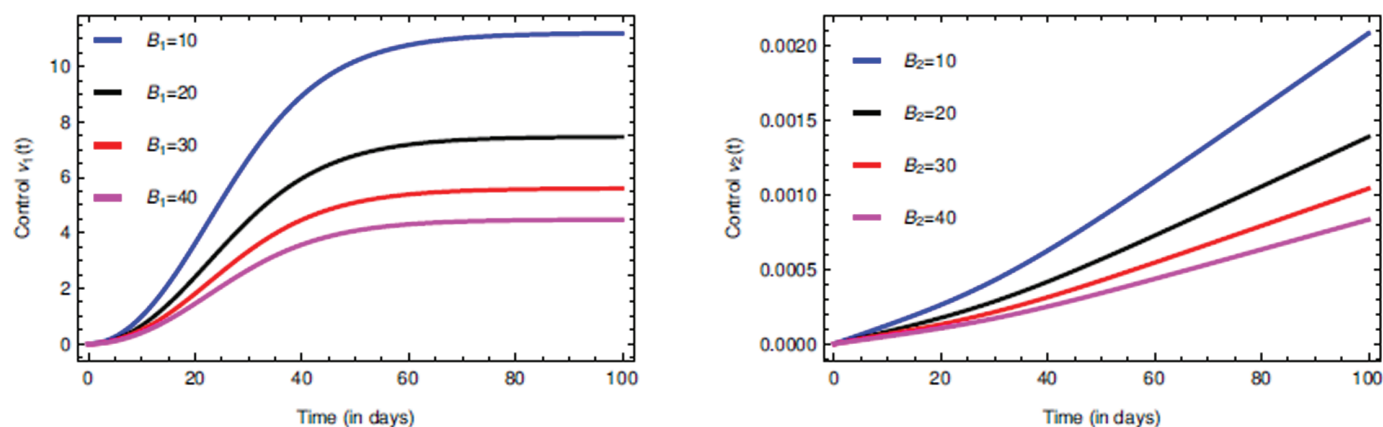 B1=10
B1=20
B1=30
B1=40
10
8
6
4
2
0
Control v1(t)
0 20 40 60 80 100
Time (in days)
B2=10
B2=20
B2=30
B2=40
0.0020
0.0015
0.0010
0.0005
0.0000
Control v2(t)
0 20 40 60 80 100
Time (in days)